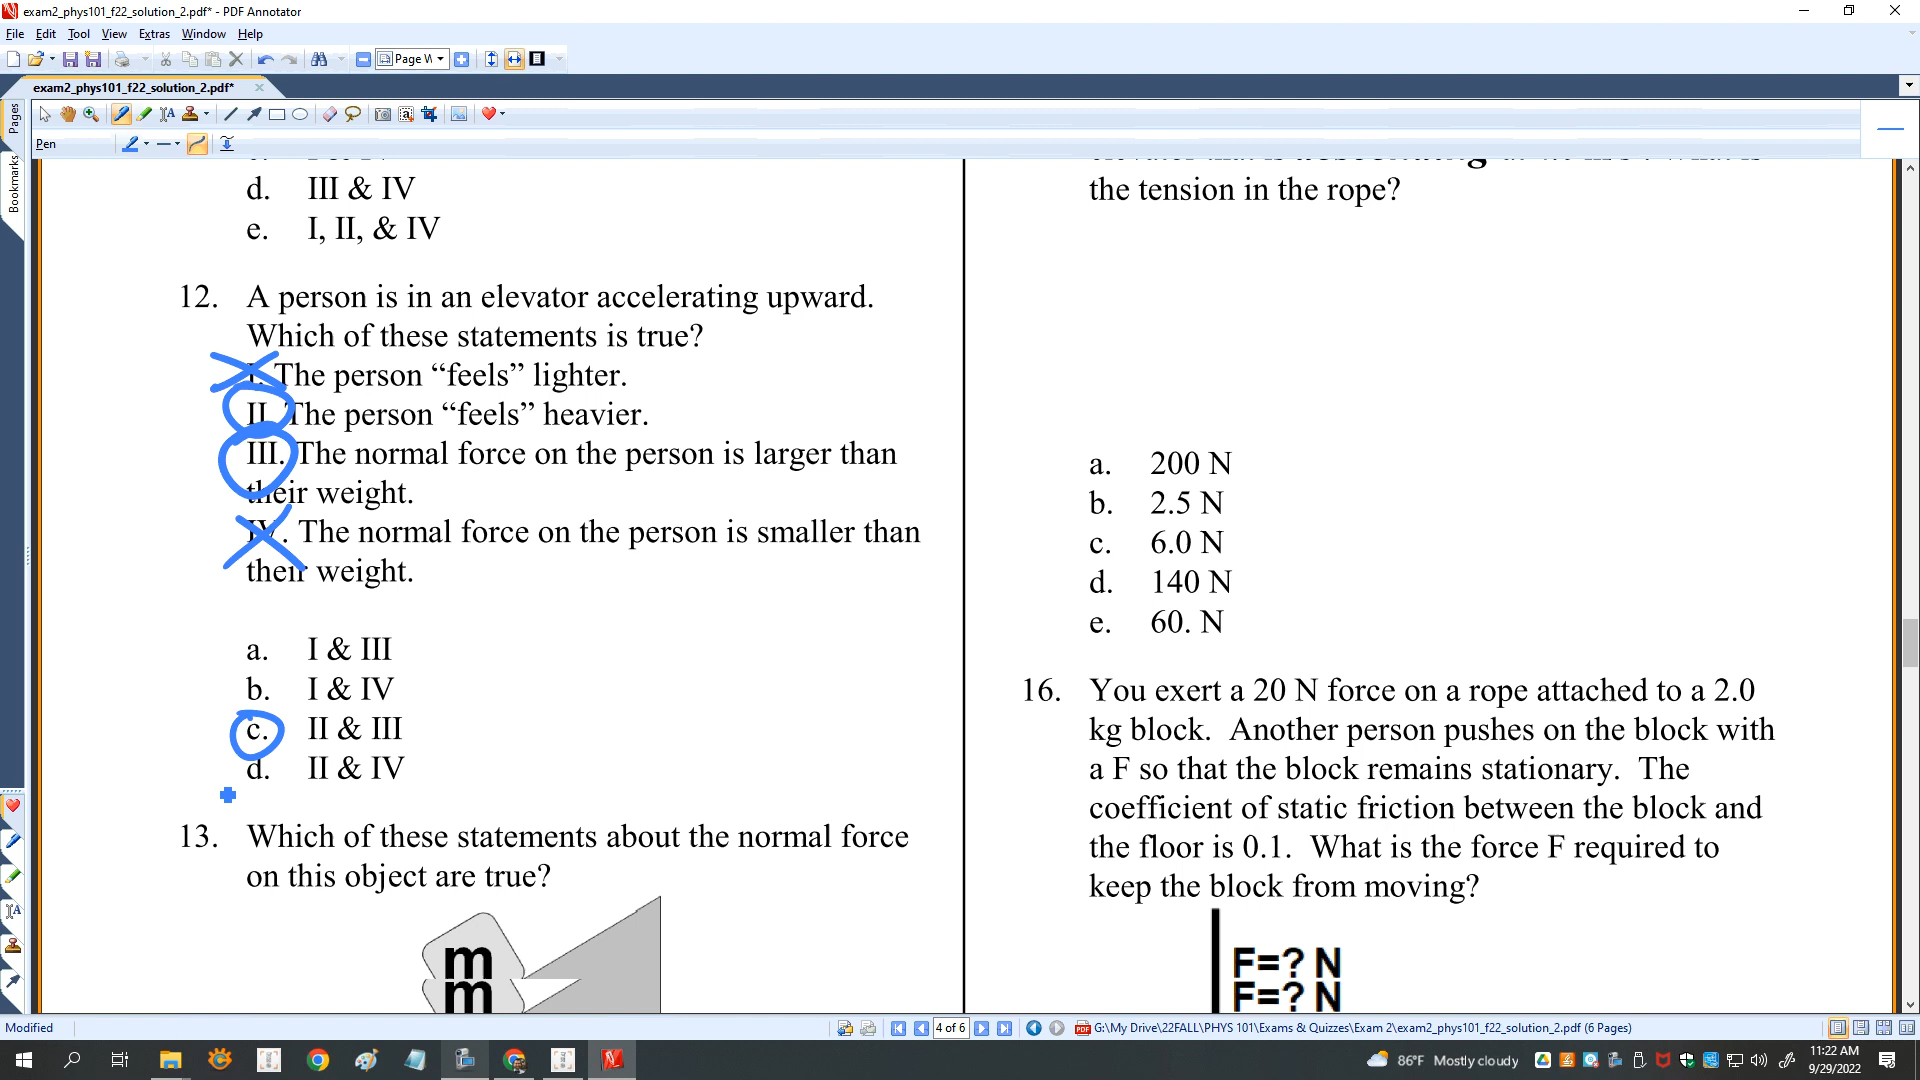 exam2_phys101_f22_solution_2.pdf* - PDF Annotator
File Edit Tool View Extras Window Help
Page W
exam2_phys101_f22_solution_2.pdf*
Pen
Pages
Bookmarks
d. III & IV
e. I, II, & IV
12. A person is in an elevator accelerating upward.
Which of these statements is true?
I. The person “feels” lighter.
II. The person “feels” heavier.
III. The normal force on the person is larger than
their weight.
IV. The normal force on the person is smaller than
their weight.
a. I & III
b. I & IV
c. II & III
d. II & IV
13. Which of these statements about the normal force
on this object are true?
m
m
the tension in the rope?
a. 200 N
b. 2.5 N
c. 6.0 N
d. 140 N
e. 60. N
16. You exert a 20 N force on a rope attached to a 2.0
kg block. Another person pushes on the block with
a F so that the block remains stationary. The
coefficient of static friction between the block and
the floor is 0.1. What is the force F required to
keep the block from moving?
F=? N
F=? N
Modified
4 of 6
G:\My Drive\22FALL\PHYS 101\Exams & Quizzes\Exam 2\exam2_phys101_f22_solution_2.pdf (6 Pages)
86°F Mostly cloudy
11:22 AM
9/29/2022